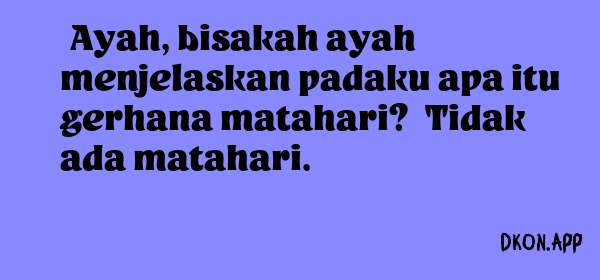 Ayah, bisakah ayah
menjelaskan padaku apa itu
gerhana matahari? Tidak
ada matahari.
DKON.APP